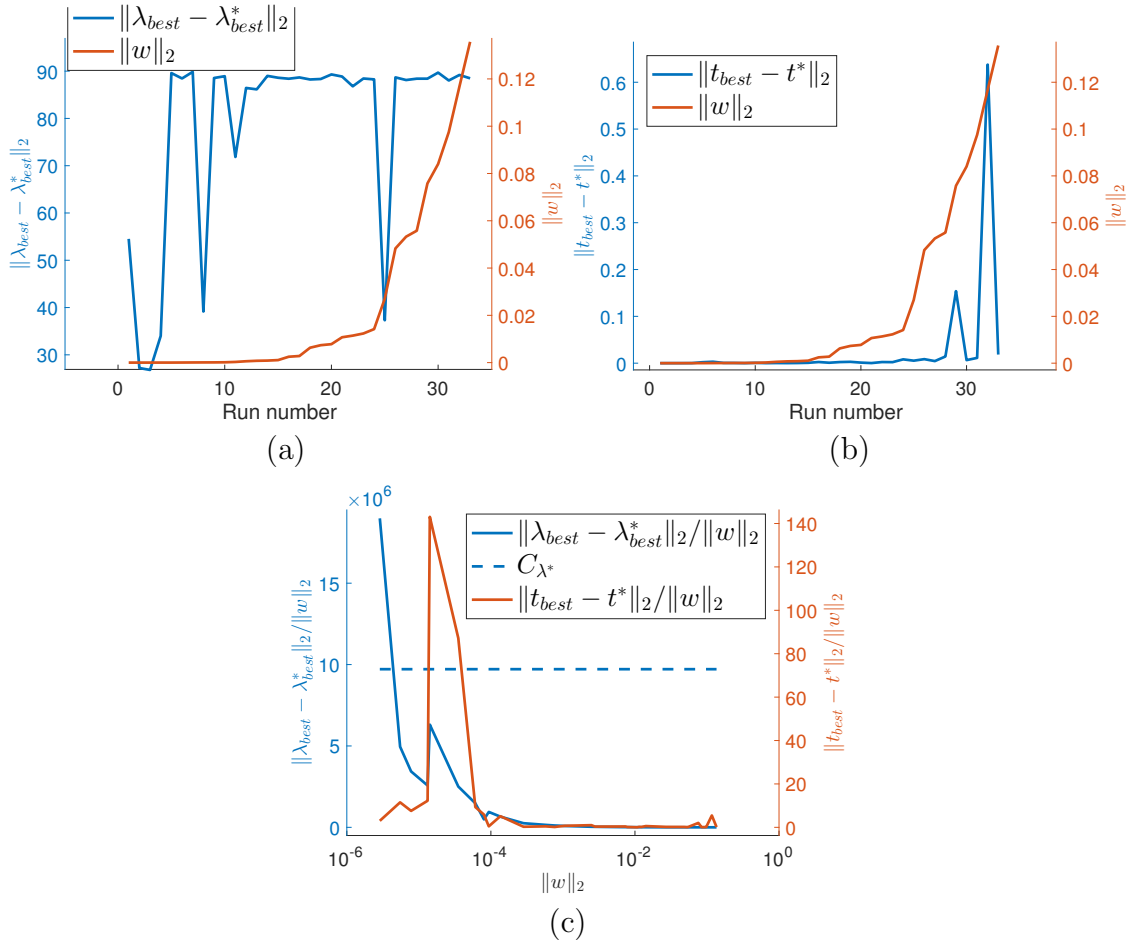 ‖λ_best − λ*_best‖₂
‖w‖₂
90
80
70
60
50
40
30
‖λ_best − λ*_best‖₂
0.12
0.1
0.08
0.06
0.04
0.02
0
‖w‖₂
0 10 20 30
Run number
(a)
‖t_best − t*‖₂
‖w‖₂
0.6
0.5
0.4
0.3
0.2
0.1
0
‖t_best − t*‖₂
0.12
0.1
0.08
0.06
0.04
0.02
0
‖w‖₂
0 10 20 30
Run number
(b)
×10⁶
‖λ_best − λ*_best‖₂/‖w‖₂
C_λ*
‖t_best − t*‖₂/‖w‖₂
15
10
5
0
‖λ_best − λ*_best‖₂/‖w‖₂
140
120
100
80
60
40
20
0
‖t_best − t*‖₂/‖w‖₂
10⁻⁶ 10⁻⁴ 10⁻² 10⁰
‖w‖₂
(c)